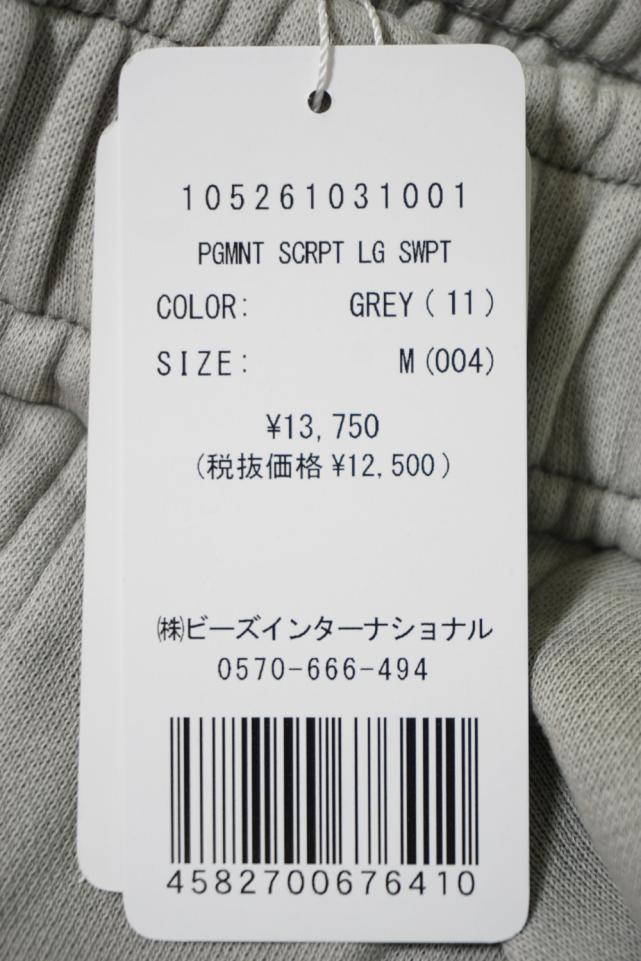 105261031001
PGMNT SCRPT LG SWPT
COLOR: GREY(11)
SIZE: M(004)
¥13,750
(税抜価格¥12,500)
㈱ビーズインターナショナル
0570-666-494
4582700676410